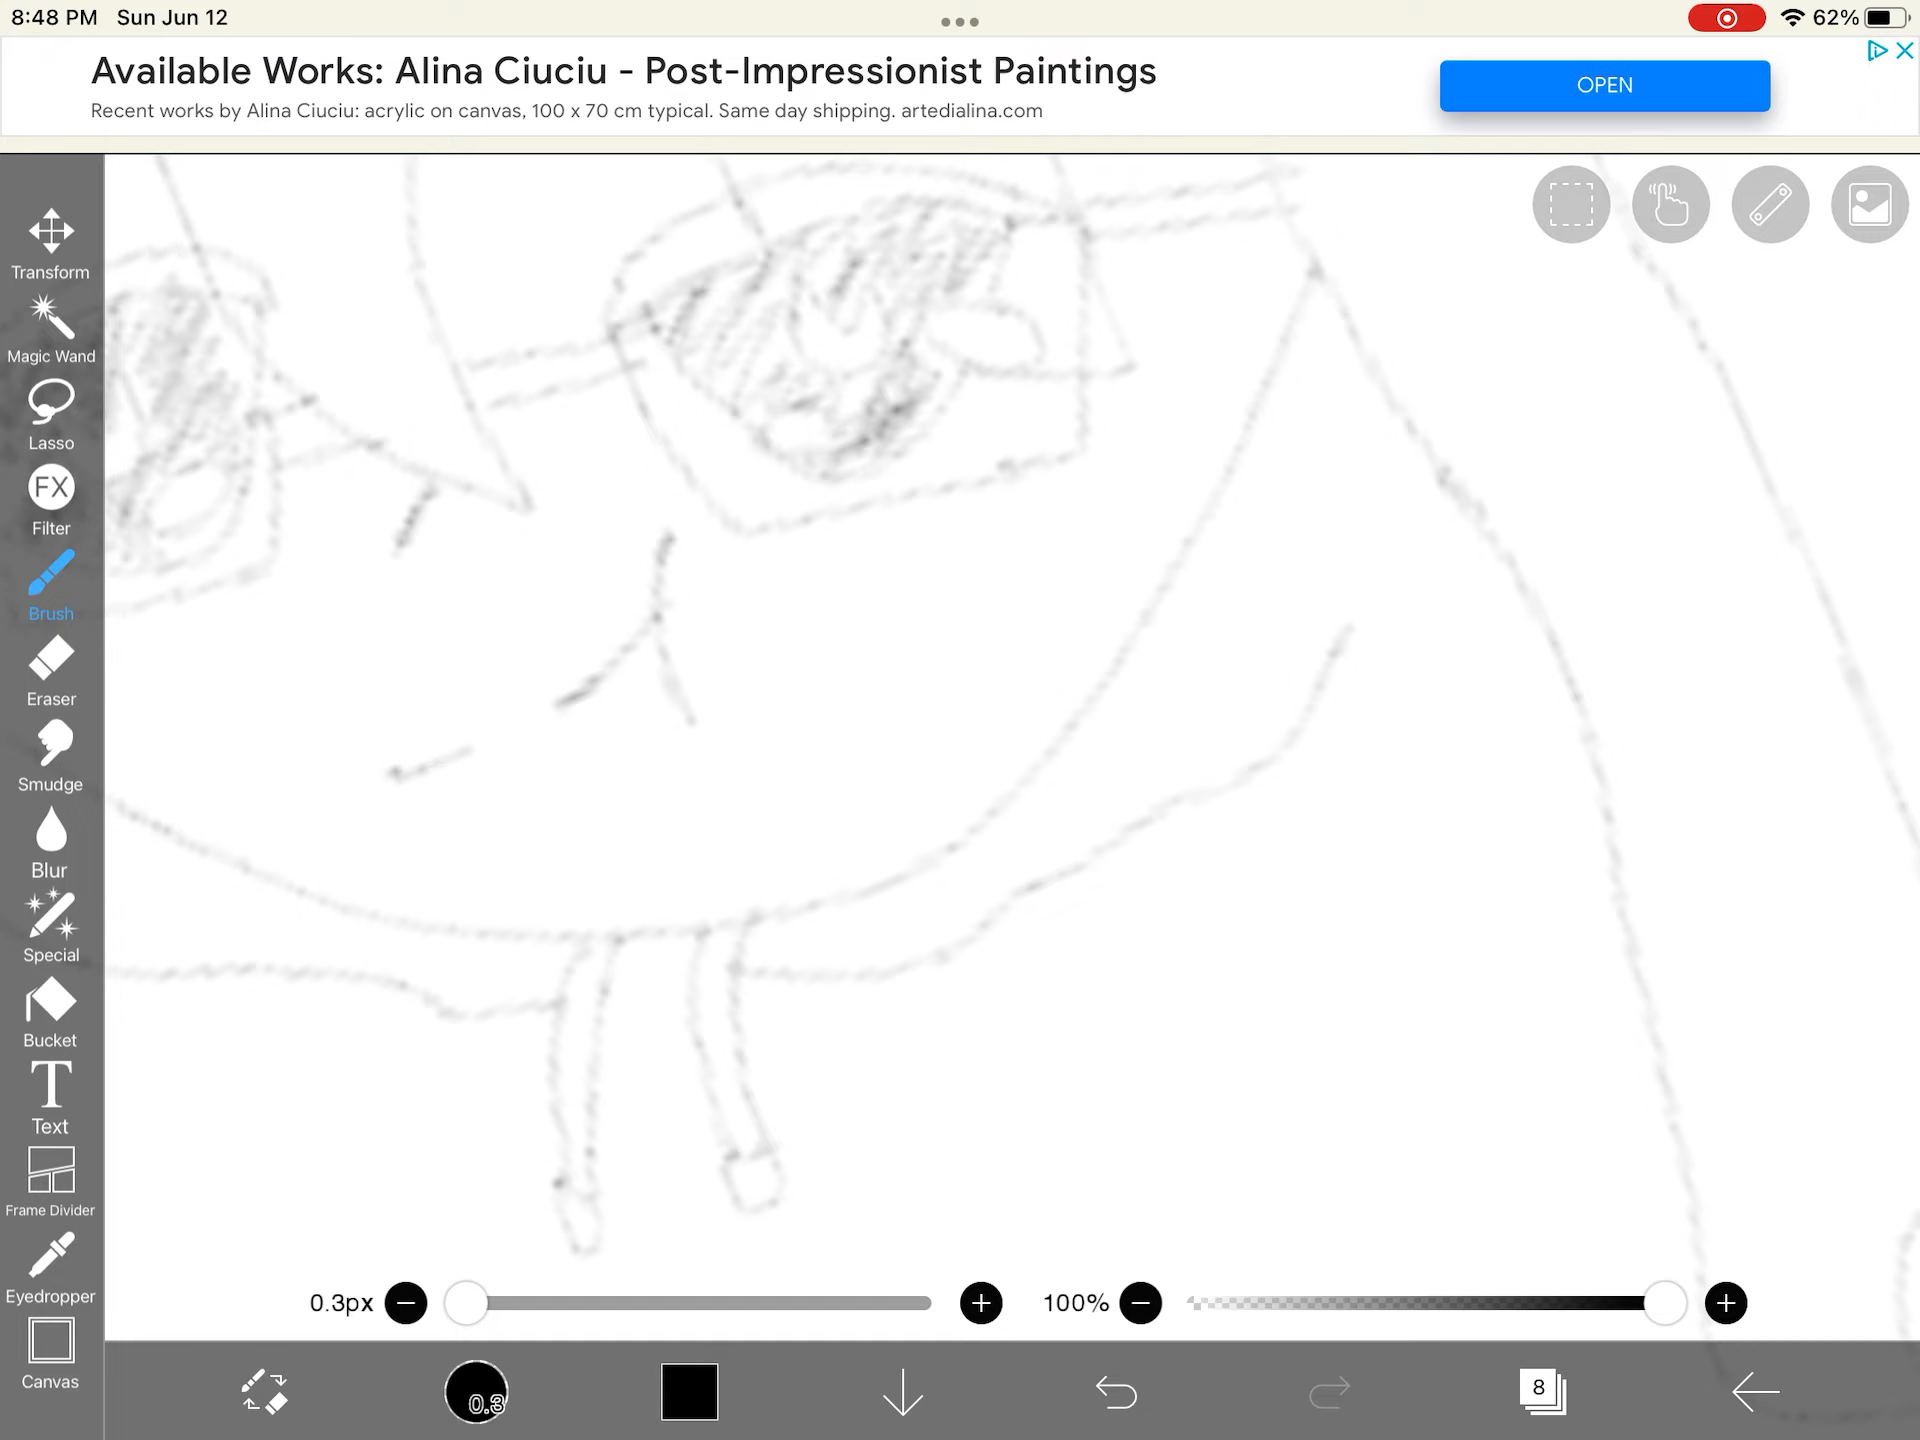 8:48 PM Sun Jun 12
62%
Available Works: Alina Ciuciu - Post-Impressionist Paintings
Recent works by Alina Ciuciu: acrylic on canvas, 100 x 70 cm typical. Same day shipping. artedialina.com
OPEN
Transform
Magic Wand
Lasso
FX
Filter
Brush
Eraser
Smudge
Blur
Special
Bucket
T
Text
Frame Divider
Eyedropper
Canvas
0.3px
100%
0.3
8